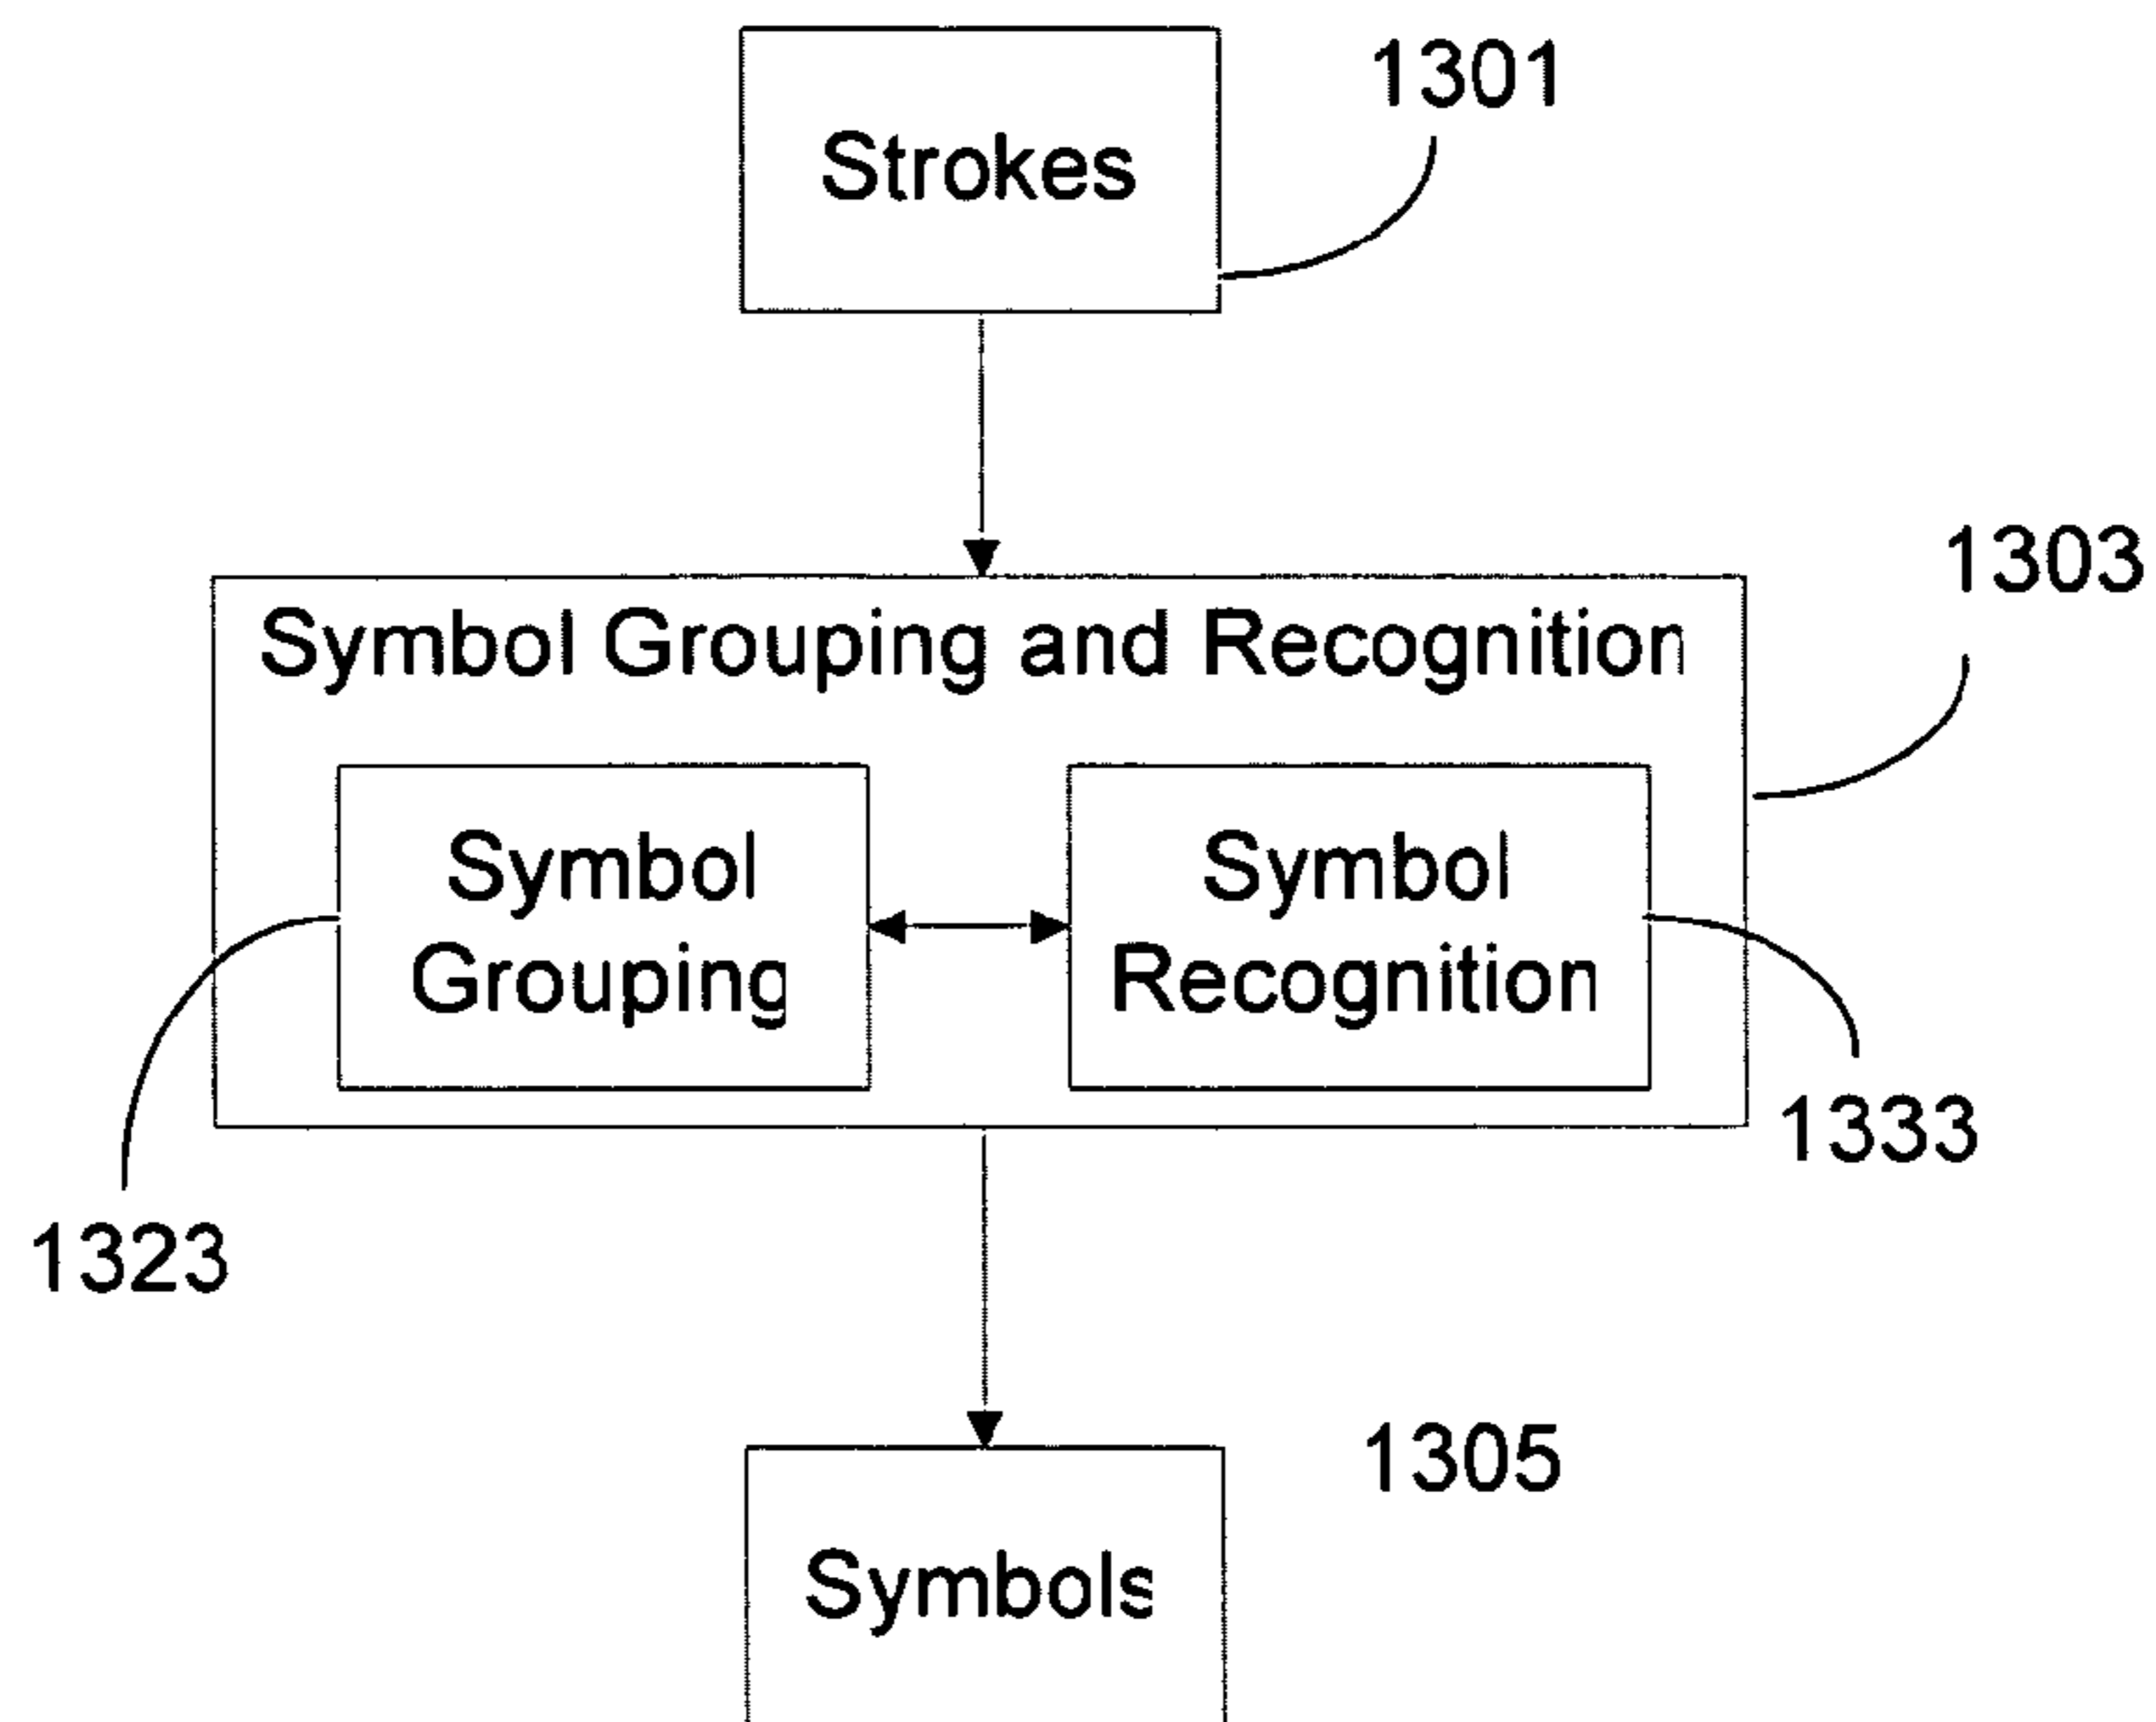 Strokes
1301
1303
Symbol Grouping and Recognition
Symbol
Grouping
Symbol
Recognition
1333
1323
1305
Symbols